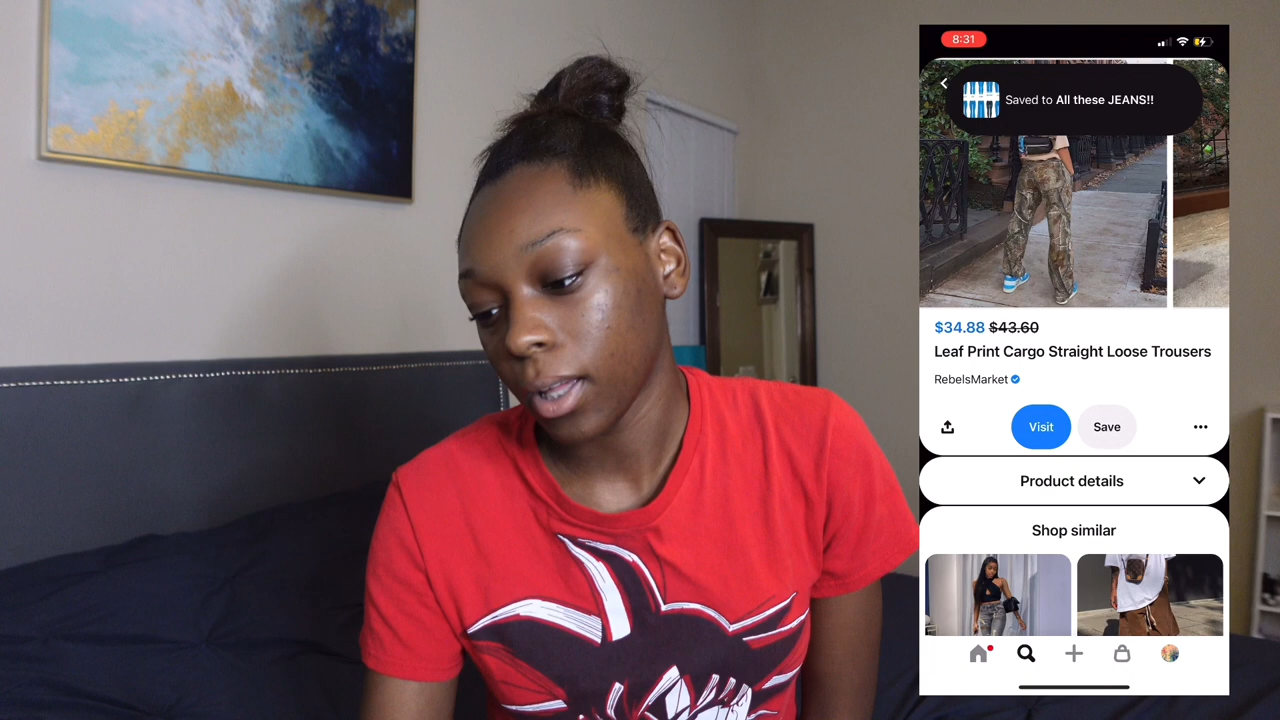 8:31
Saved to All these JEANS!!
$34.88 $43.60
Leaf Print Cargo Straight Loose Trousers
RebelsMarket
Visit
Save
Product details
Shop similar